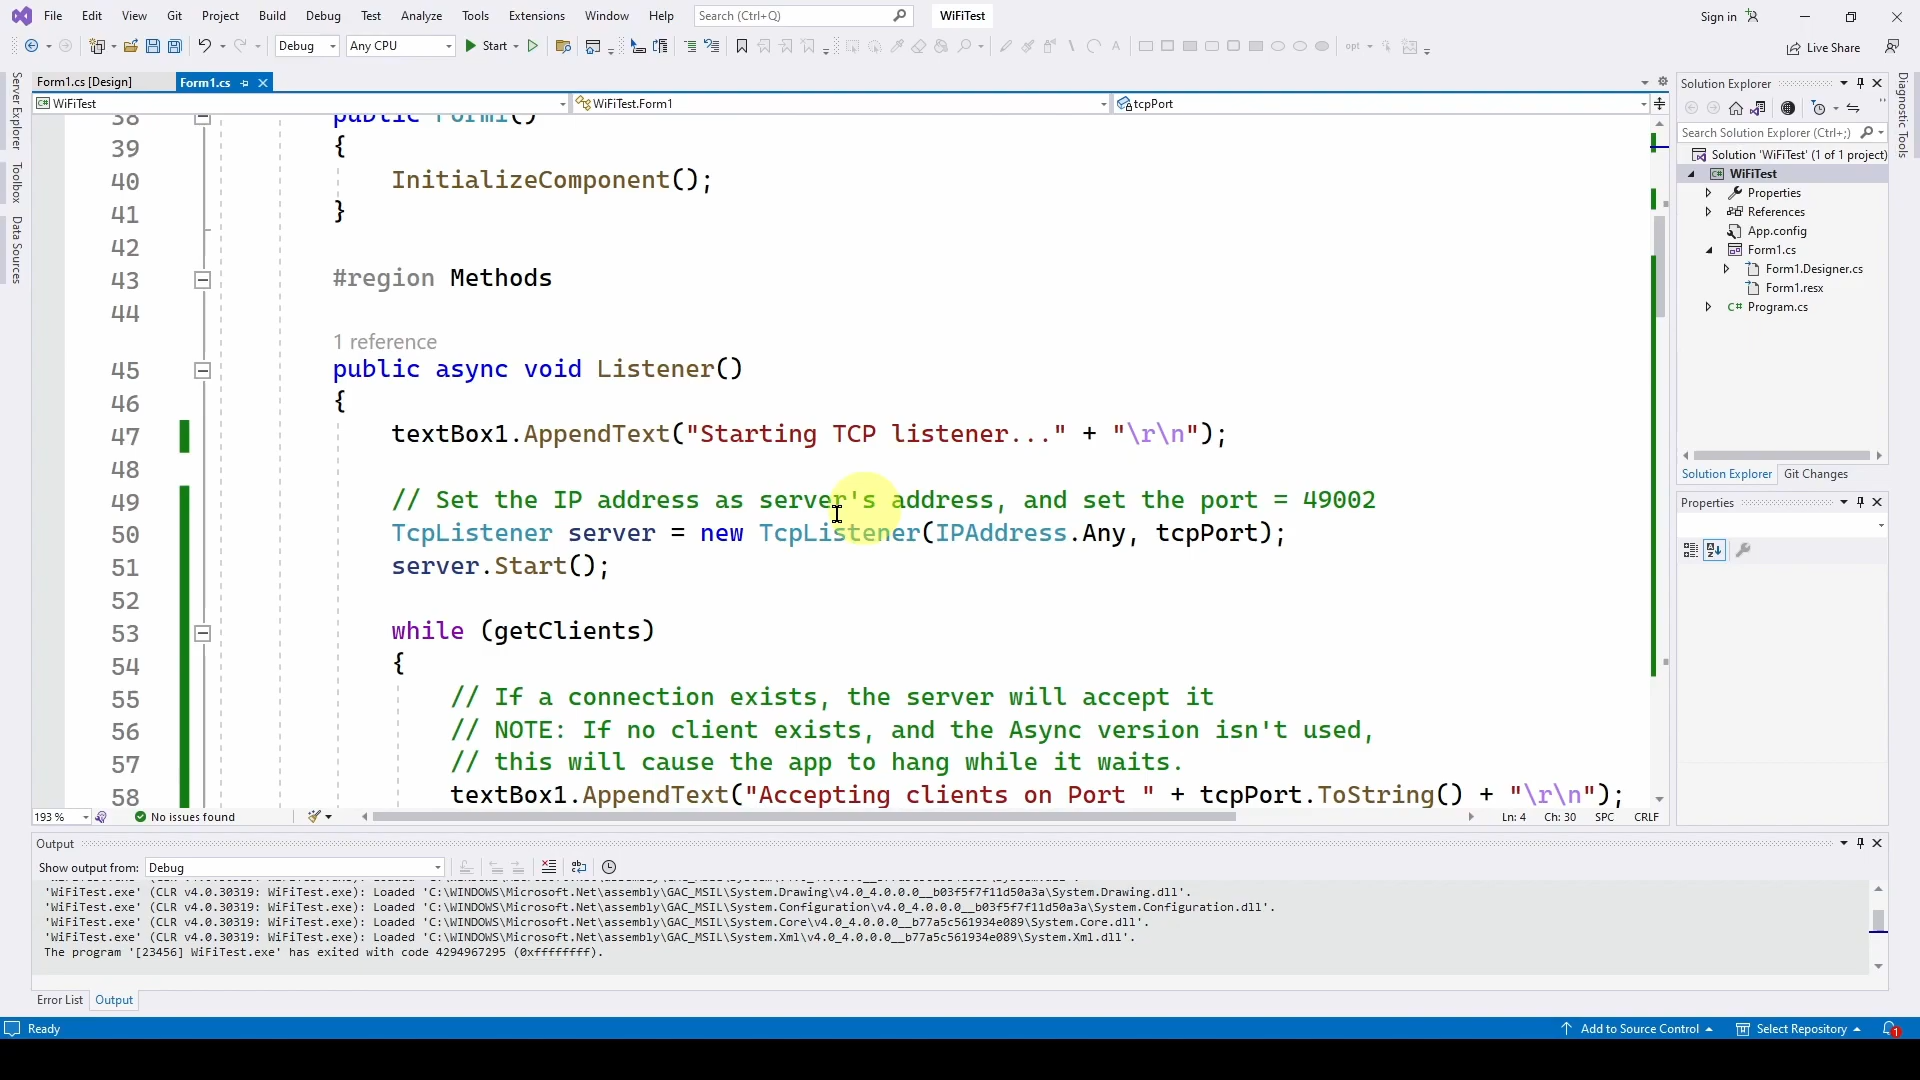 File Edit View Git Project Build Debug Test Analyze Tools Extensions Window Help Search (Ctrl+Q) WiFiTest Sign in
Debug Any CPU Start opt Live Share
Form1.cs [Design] Form1.cs
C# WiFiTest WiFiTest.Form1 tcpPort
Server Explorer
Toolbox
Data Sources
38 public Form1()
39 {
40 InitializeComponent();
41 }
42
43 #region Methods
44
1 reference
45 public async void Listener()
46 {
47 textBox1.AppendText("Starting TCP listener..." + "\r\n");
48
49 // Set the IP address as server's address, and set the port = 49002
50 TcpListener server = new TcpListener(IPAddress.Any, tcpPort);
51 server.Start();
52
53 while (getClients)
54 {
55 // If a connection exists, the server will accept it
56 // NOTE: If no client exists, and the Async version isn't used,
57 // this will cause the app to hang while it waits.
58 textBox1.AppendText("Accepting clients on Port " + tcpPort.ToString() + "\r\n");
193 % No issues found Ln: 4 Ch: 30 SPC CRLF
Solution Explorer
Search Solution Explorer (Ctrl+;)
Solution 'WiFiTest' (1 of 1 project)
C# WiFiTest
Properties
References
App.config
Form1.cs
Form1.Designer.cs
Form1.resx
C# Program.cs
Solution Explorer Git Changes
Properties
Diagnostic Tools
Output
Show output from: Debug
'WiFiTest.exe' (CLR v4.0.30319: WiFiTest.exe): Loaded 'C:\WINDOWS\Microsoft.Net\assembly\GAC_MSIL\System.Drawing\v4.0_4.0.0.0__b03f5f7f11d50a3a\System.Drawing.dll'.
'WiFiTest.exe' (CLR v4.0.30319: WiFiTest.exe): Loaded 'C:\WINDOWS\Microsoft.Net\assembly\GAC_MSIL\System.Configuration\v4.0_4.0.0.0__b03f5f7f11d50a3a\System.Configuration.dll'.
'WiFiTest.exe' (CLR v4.0.30319: WiFiTest.exe): Loaded 'C:\WINDOWS\Microsoft.Net\assembly\GAC_MSIL\System.Core\v4.0_4.0.0.0__b77a5c561934e089\System.Core.dll'.
'WiFiTest.exe' (CLR v4.0.30319: WiFiTest.exe): Loaded 'C:\WINDOWS\Microsoft.Net\assembly\GAC_MSIL\System.Xml\v4.0_4.0.0.0__b77a5c561934e089\System.Xml.dll'.
The program '[23456] WiFiTest.exe' has exited with code 4294967295 (0xffffffff).
Error List Output
Ready Add to Source Control Select Repository 1